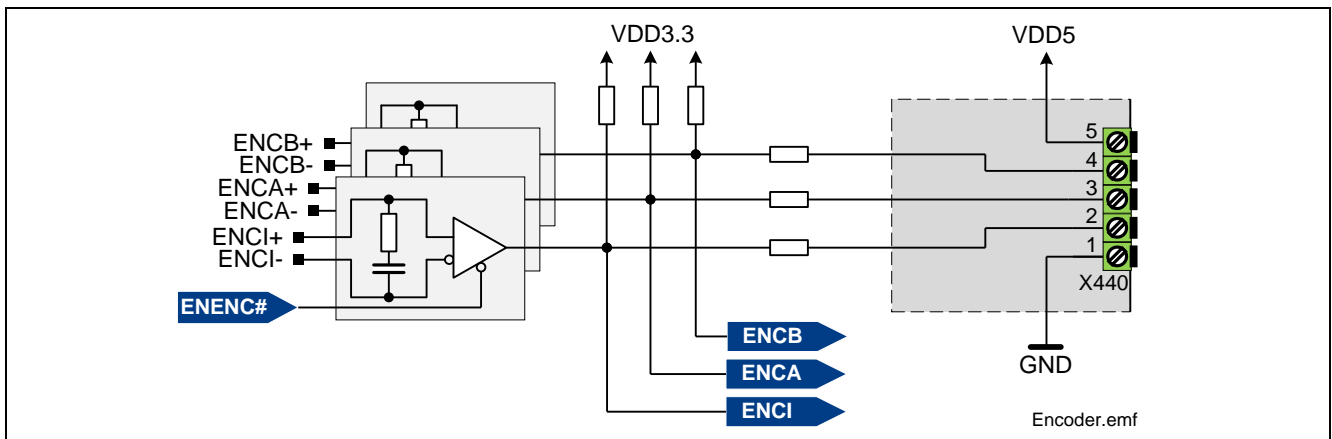 VDD3.3
VDD5
ENCB+
ENCB-
ENCA+
ENCA-
ENCI+
ENCI-
ENENC#
5
4
3
2
1
X440
GND
ENCB
ENCA
ENCI
Encoder.emf